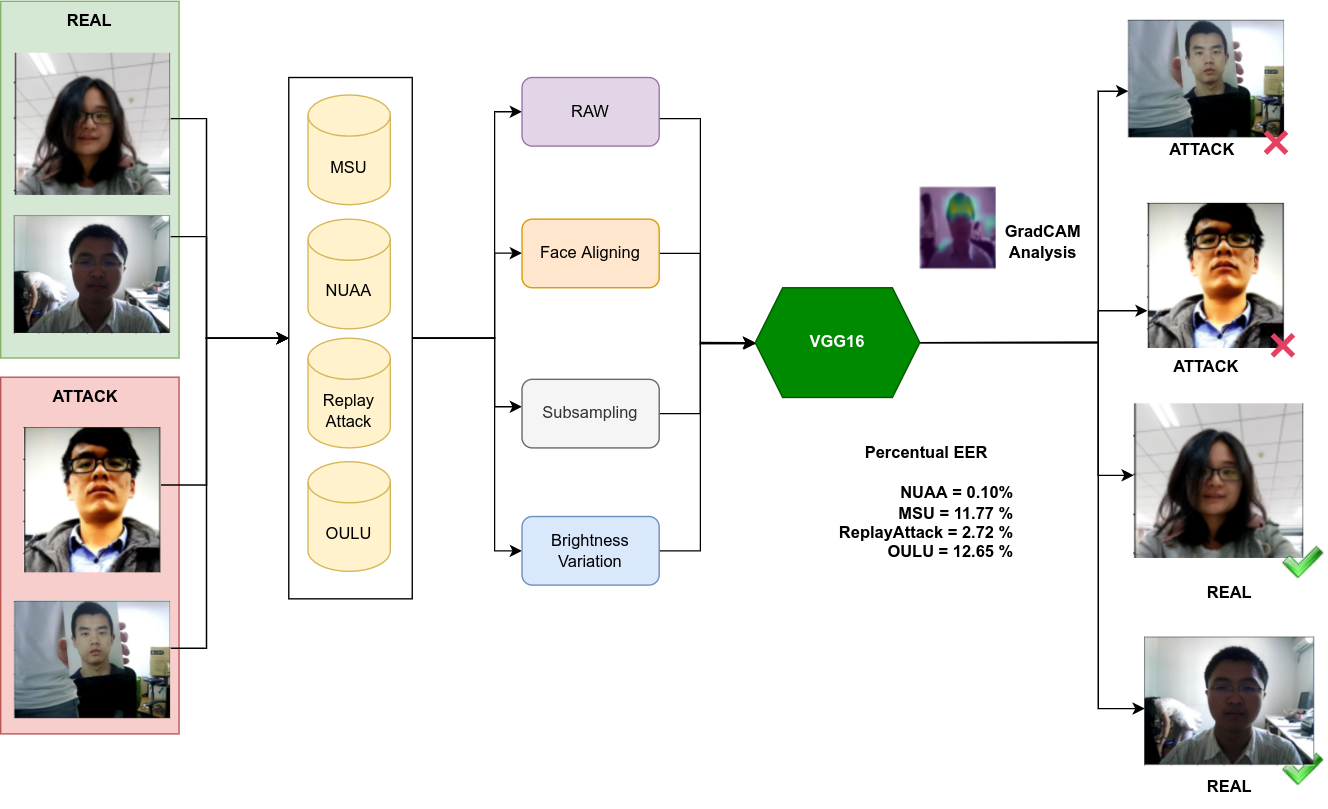 REAL
ATTACK
MSU
NUAA
Replay
Attack
OULU
RAW
Face Aligning
Subsampling
Brightness
Variation
VGG16
GradCAM
Analysis
Percentual EER
NUAA = 0.10%
MSU = 11.77 %
ReplayAttack = 2.72 %
OULU = 12.65 %
ATTACK
ATTACK
REAL
REAL